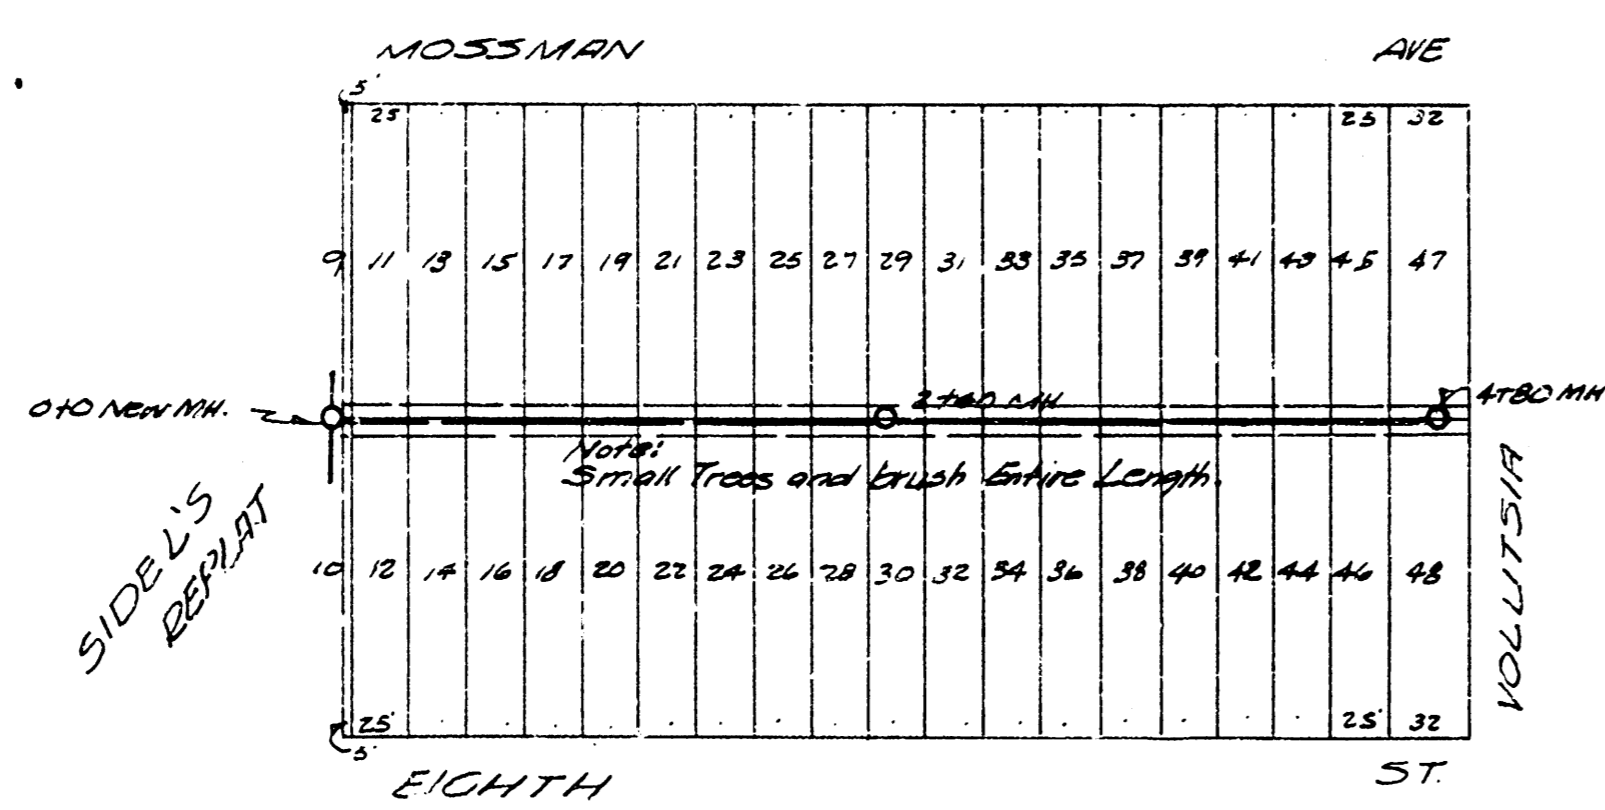 MOSSMAN AVE
5'
25 25 32
9 11 13 15 17 19 21 23 25 27 29 31 33 35 37 39 41 43 45 47
0+0 New MH. 2+40 MH 4+80 MH
Note:
Small Trees and brush Entire Length.
SIDEL'S
REPLAT
VOLUTSIA
10 12 14 16 18 20 22 24 26 28 30 32 34 36 38 40 42 44 46 48
25' 25' 32
5'
EIGHTH ST.